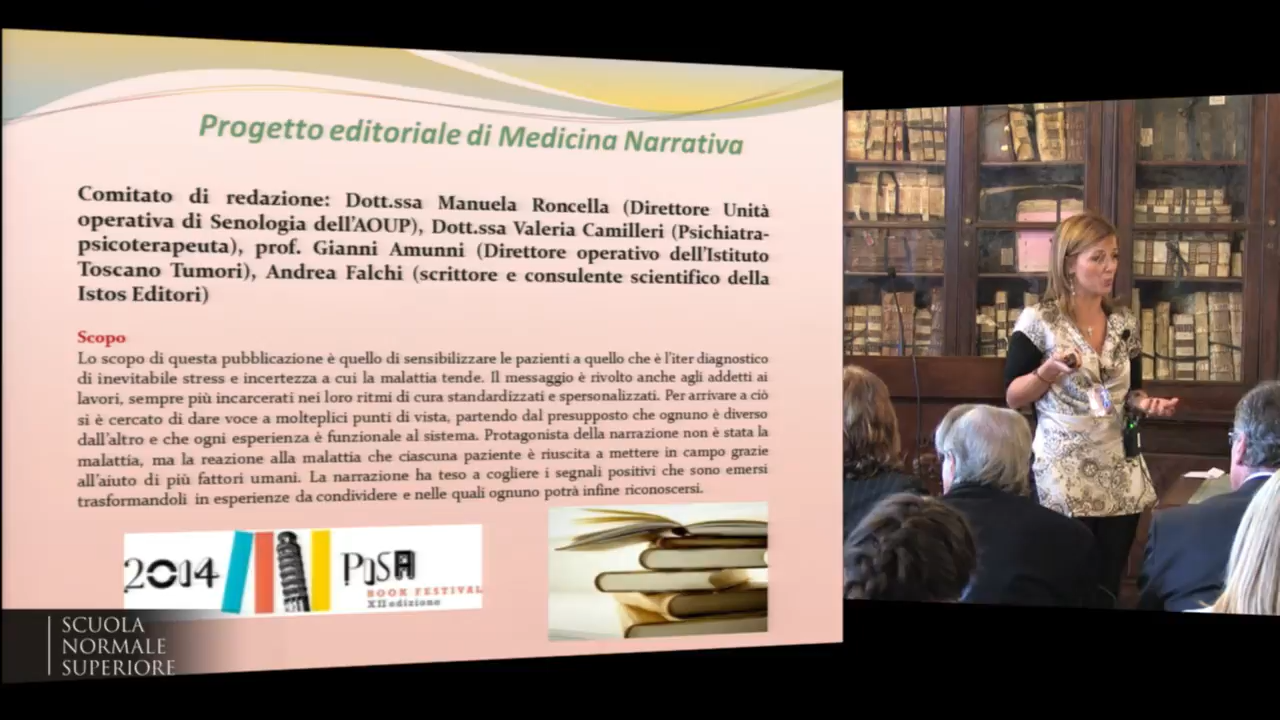 Progetto editoriale di Medicina Narrativa
Comitato di redazione: Dott.ssa Manuela Roncella (Direttore Unità
operativa di Senologia dell'AOUP), Dott.ssa Valeria Camilleri (Psichiatra-
psicoterapeuta), prof. Gianni Amunni (Direttore operativo dell'Istituto
Toscano Tumori), Andrea Falchi (scrittore e consulente scientifico della
Istos Editori)
Scopo
Lo scopo di questa pubblicazione è quello di sensibilizzare le pazienti a quello che è l'iter diagnostico
di inevitabile stress e incertezza a cui la malattia tende. Il messaggio è rivolto anche agli addetti ai
lavori, sempre più incarcerati nei loro ritmi di cura standardizzati e spersonalizzati. Per arrivare a ciò
si è cercato di dare voce a molteplici punti di vista, partendo dal presupposto che ognuno è diverso
dall'altro e che ogni esperienza è funzionale al sistema. Protagonista della narrazione non è stata la
malattia, ma la reazione alla malattia che ciascuna paziente è riuscita a mettere in campo grazie
all'aiuto di più fattori umani. La narrazione ha teso a cogliere i segnali positivi che sono emersi
trasformandoli in esperienze da condividere e nelle quali ognuno potrà infine riconoscersi.
2014 PISA
BOOK FESTIVAL
XII edizione
SCUOLA
NORMALE
SUPERIORE